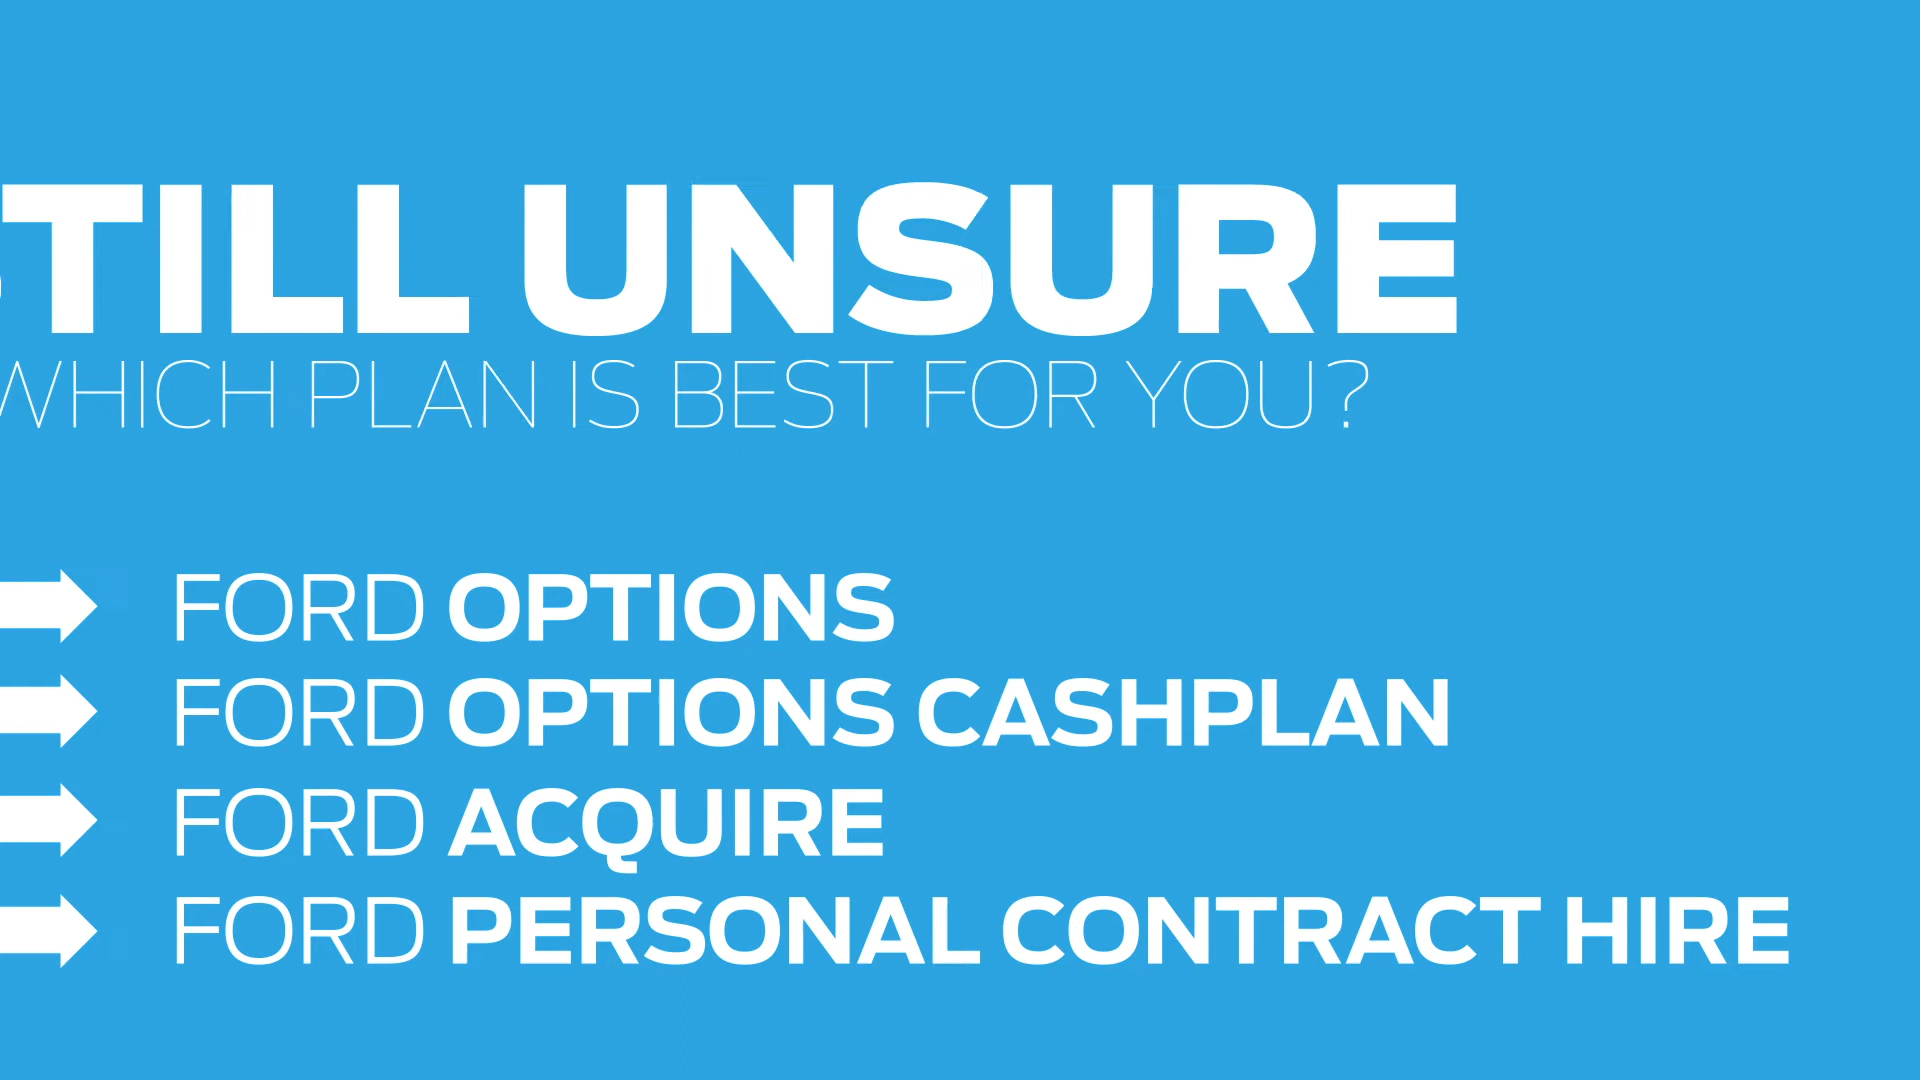 STILL UNSURE
WHICH PLAN IS BEST FOR YOU?
FORD OPTIONS
FORD OPTIONS CASHPLAN
FORD ACQUIRE
FORD PERSONAL CONTRACT HIRE